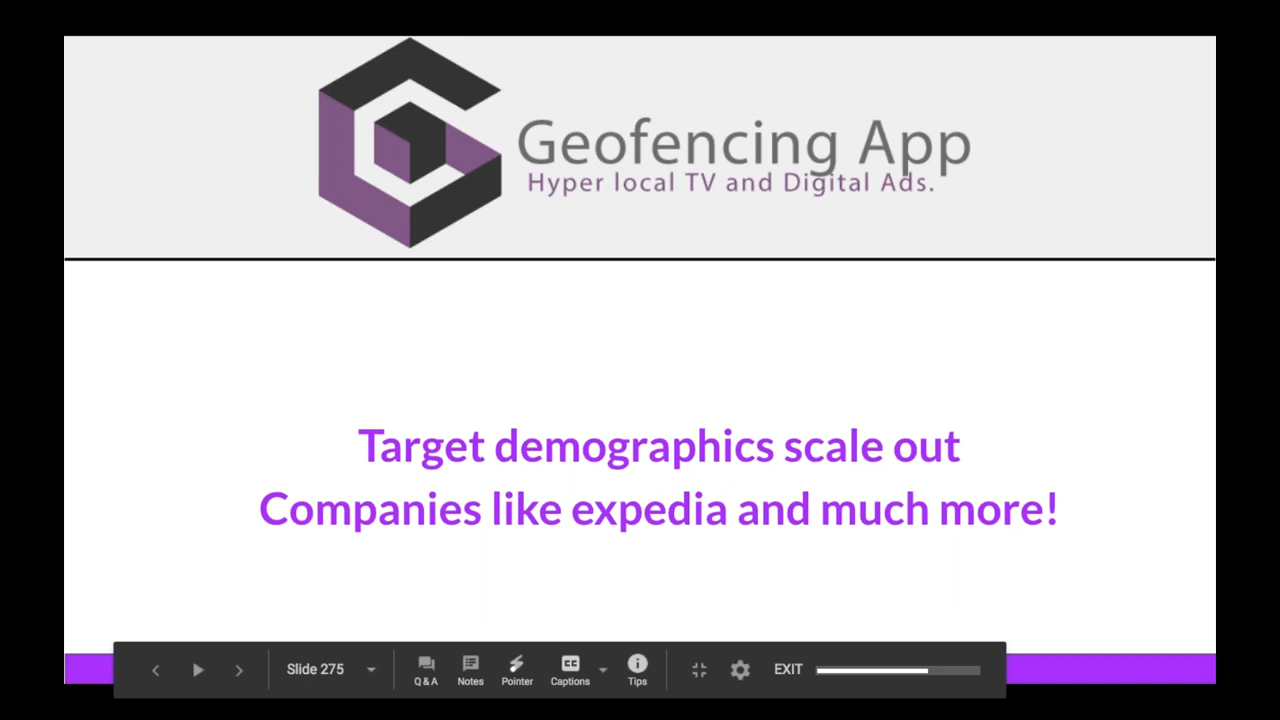 Geofencing App
Hyper local TV and Digital Ads.
Target demographics scale out
Companies like expedia and much more!
Slide 275
Q & A
Notes
Pointer
CC
Captions
Tips
EXIT